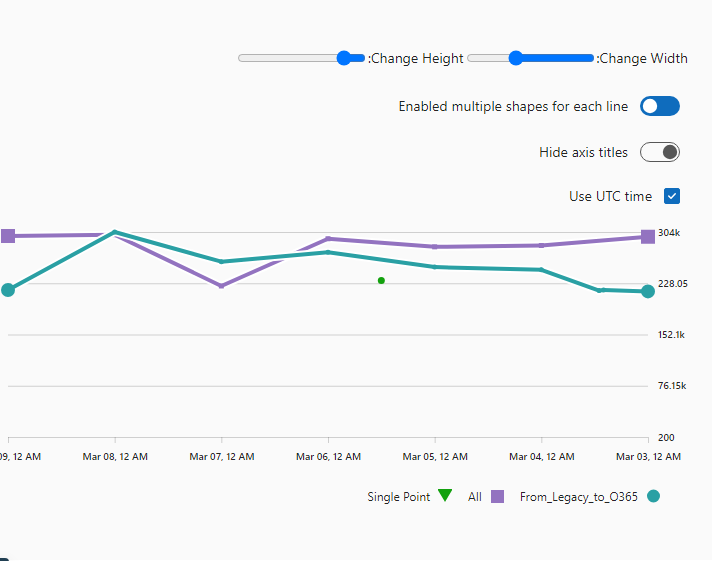 :Change Height :Change Width
Enabled multiple shapes for each line
Hide axis titles
Use UTC time
304k
228.05
152.1k
76.15k
200
09, 12 AM Mar 08, 12 AM Mar 07, 12 AM Mar 06, 12 AM Mar 05, 12 AM Mar 04, 12 AM Mar 03, 12 AM
Single Point All From_Legacy_to_O365